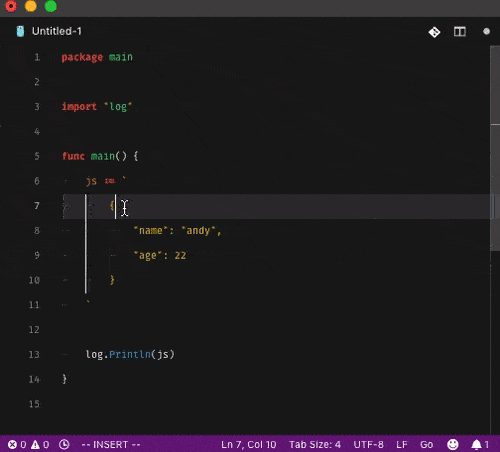 Untitled-1
1 package main
2
3 import "log"
4
5 func main() {
6 js := `
7 {
8 "name": "andy",
9 "age": 22
10 }
11 `
12
13 log.Println(js)
14 }
15
0 0 -- INSERT -- Ln 7, Col 10 Tab Size: 4 UTF-8 LF Go 1